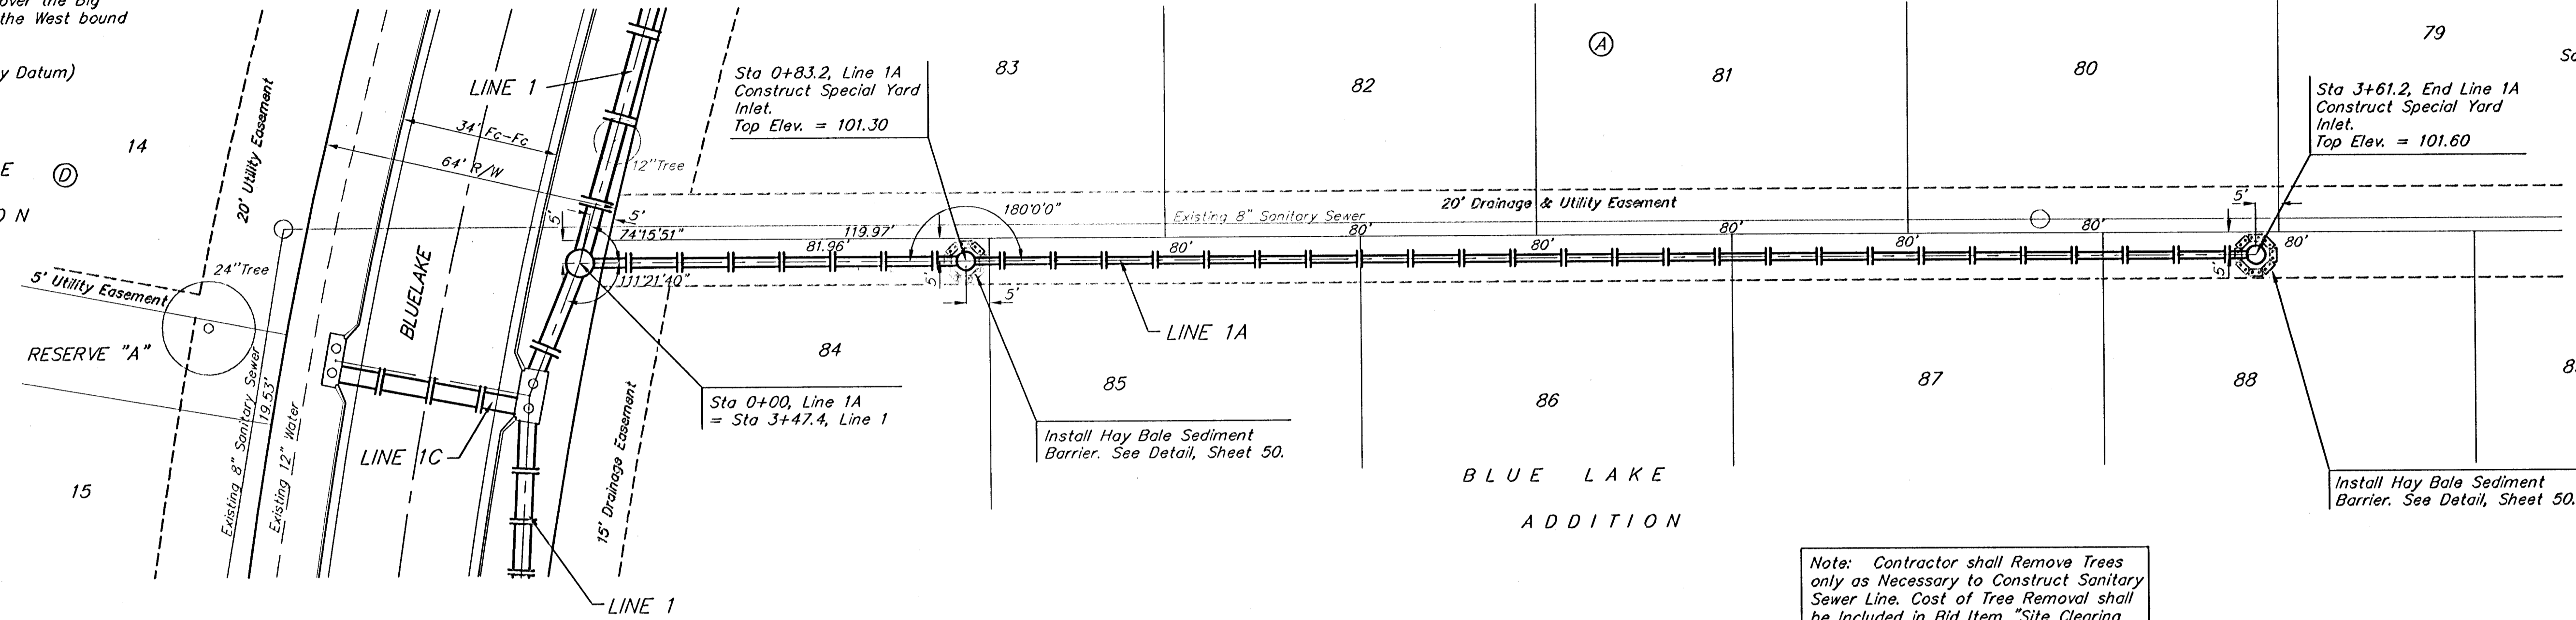 over the Big
the West bound
y Datum)
14
E
D
O N
20' Utility Easement
LINE 1
34' Fc-Fc
64' R/W
12"Tree
BLUELAKE
24"Tree
5' Utility Easement
RESERVE "A"
15
Existing 8" Sanitary Sewer
19.53'
Existing 12" Water
LINE 1C
LINE 1
15' Drainage Easement
Sta 0+83.2, Line 1A
Construct Special Yard
Inlet.
Top Elev. = 101.30
83
82
A
81
80
79
Sta 3+61.2, End Line 1A
Construct Special Yard
Inlet.
Top Elev. = 101.60
5'
5'
74°15'51"
111°21'40"
81.96'
119.97'
180°0'0"
Existing 8" Sanitary Sewer
20' Drainage & Utility Easement
5'
5'
80'
80'
80'
80'
80'
80'
80'
5'
5'
LINE 1A
84
85
86
87
88
Sta 0+00, Line 1A
= Sta 3+47.4, Line 1
Install Hay Bale Sediment
Barrier. See Detail, Sheet 50.
Install Hay Bale Sediment
Barrier. See Detail, Sheet 50.
BLUE LAKE
ADDITION
Note: Contractor shall Remove Trees
only as Necessary to Construct Sanitary
Sewer Line. Cost of Tree Removal shall
be Included in Bid Item "Site Clearing